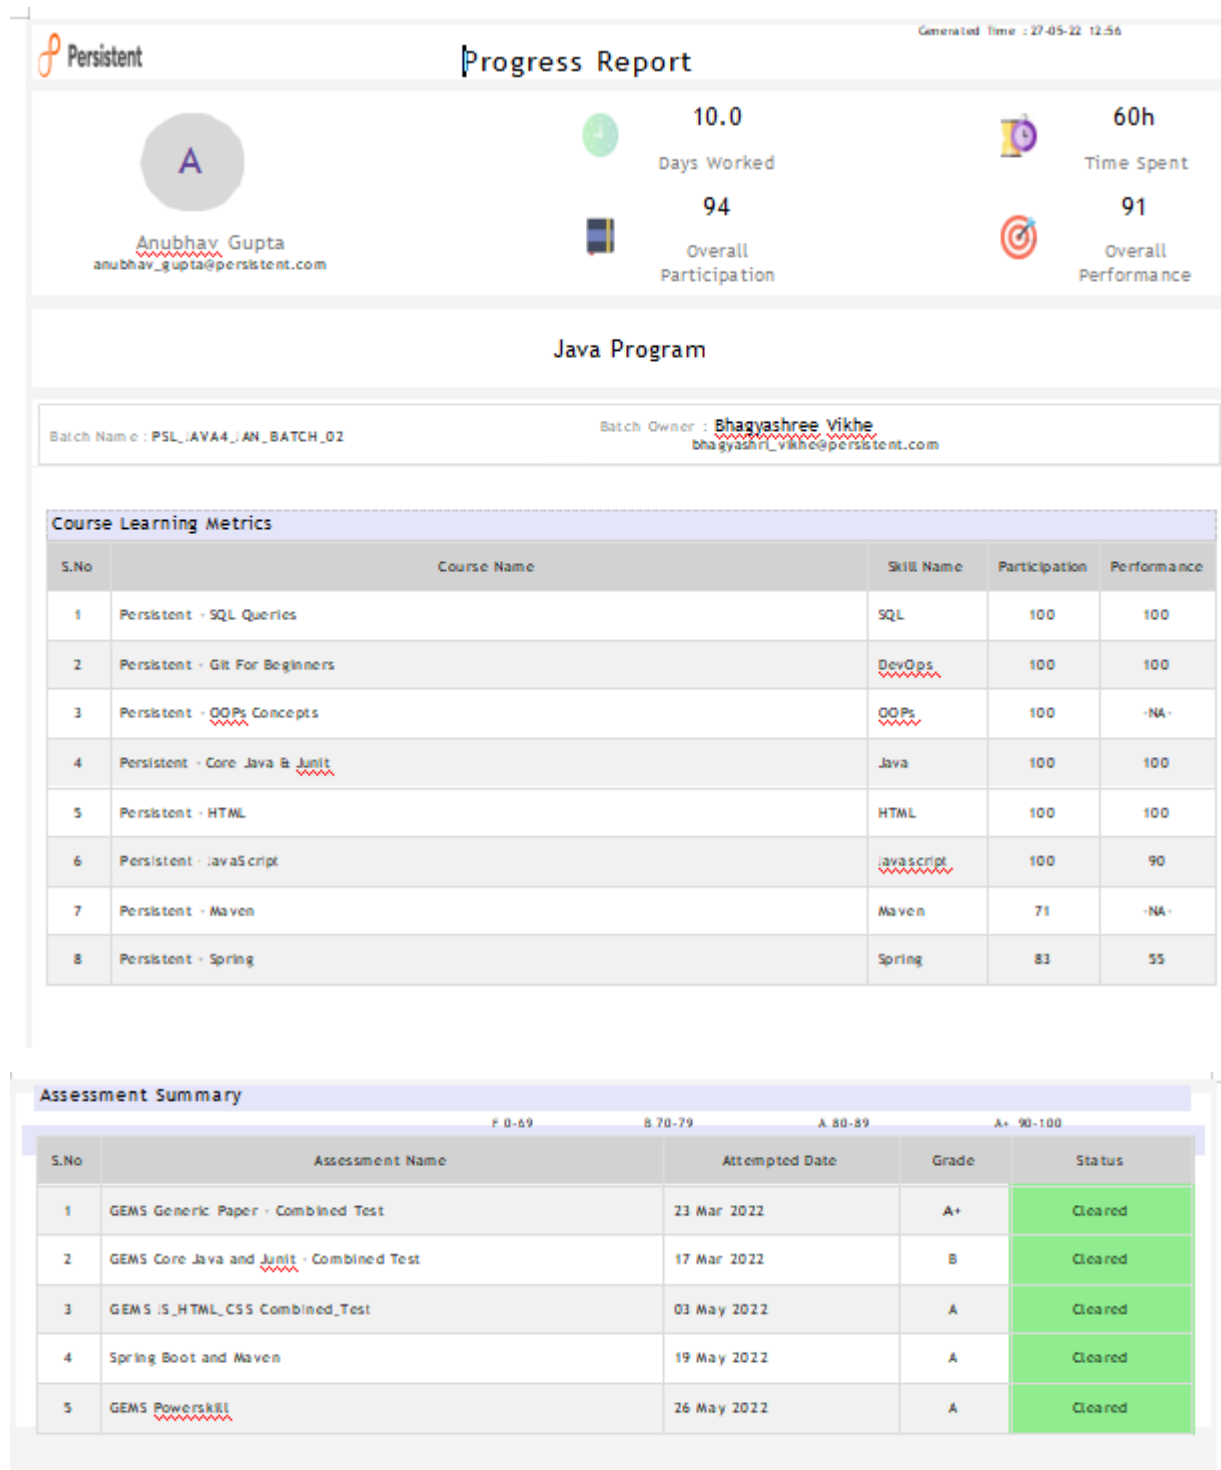 Generated Time : 27-05-22 12:56
Persistent
Progress Report
A
Anubhav Gupta
anubhav_gupta@persistent.com
10.0
Days Worked
60h
Time Spent
94
Overall
Participation
91
Overall
Performance
Java Program
Batch Name : PSL_JAVA4_JAN_BATCH_02
Batch Owner : Bhagyashree Vikhe
bhagyashri_vikhe@persistent.com
Course Learning Metrics
S.No Course Name Skill Name Participation Performance
1 Persistent - SQL Queries SQL 100 100
2 Persistent - Git For Beginners DevOps 100 100
3 Persistent - OOPs Concepts OOPs 100 -NA-
4 Persistent - Core Java & Junit Java 100 100
5 Persistent - HTML HTML 100 100
6 Persistent - JavaScript Javascript 100 90
7 Persistent - Maven Maven 71 -NA-
8 Persistent - Spring Spring 83 55
Assessment Summary
F 0-69 B 70-79 A 80-89 A+ 90-100
S.No Assessment Name Attempted Date Grade Status
1 GEMS Generic Paper - Combined Test 23 Mar 2022 A+ Cleared
2 GEMS Core Java and Junit - Combined Test 17 Mar 2022 B Cleared
3 GEMS JS_HTML_CSS Combined_Test 03 May 2022 A Cleared
4 Spring Boot and Maven 19 May 2022 A Cleared
5 GEMS Powerskill 26 May 2022 A Cleared